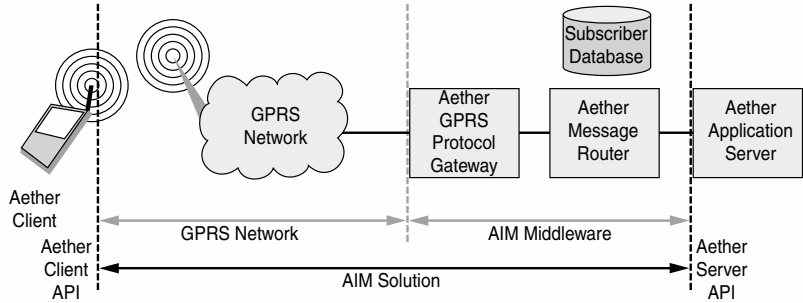 Subscriber
Database
GPRS
Network
Aether
GPRS
Protocol
Gateway
Aether
Message
Router
Aether
Application
Server
Aether
Client
GPRS Network
AIM Middleware
Aether
Client
API
AIM Solution
Aether
Server
API